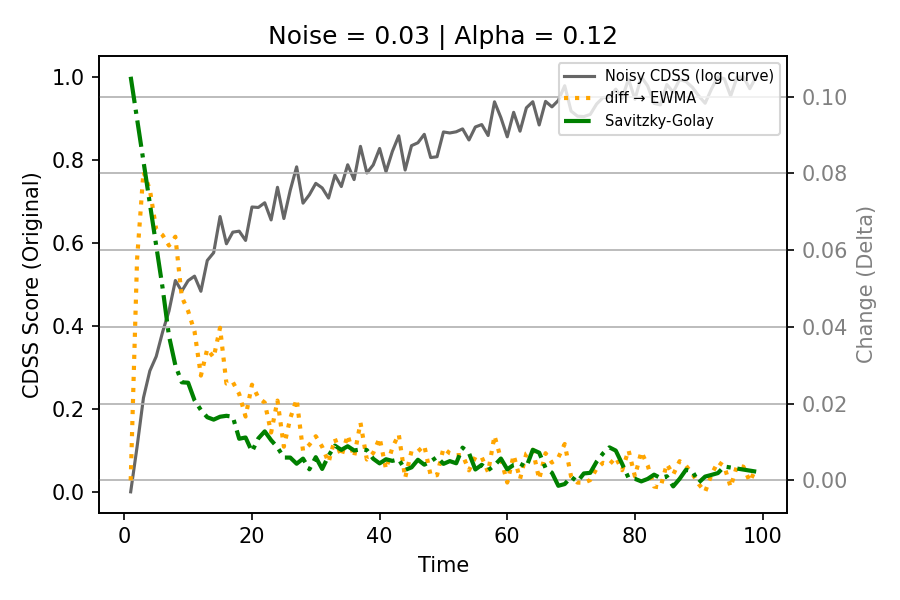 Noise = 0.03 | Alpha = 0.12
Noisy CDSS (log curve)
diff → EWMA
Savitzky-Golay
CDSS Score (Original)
1.0
0.8
0.6
0.4
0.2
0.0
0.10
0.08
0.06
0.04
0.02
0.00
Change (Delta)
0 20 40 60 80 100
Time